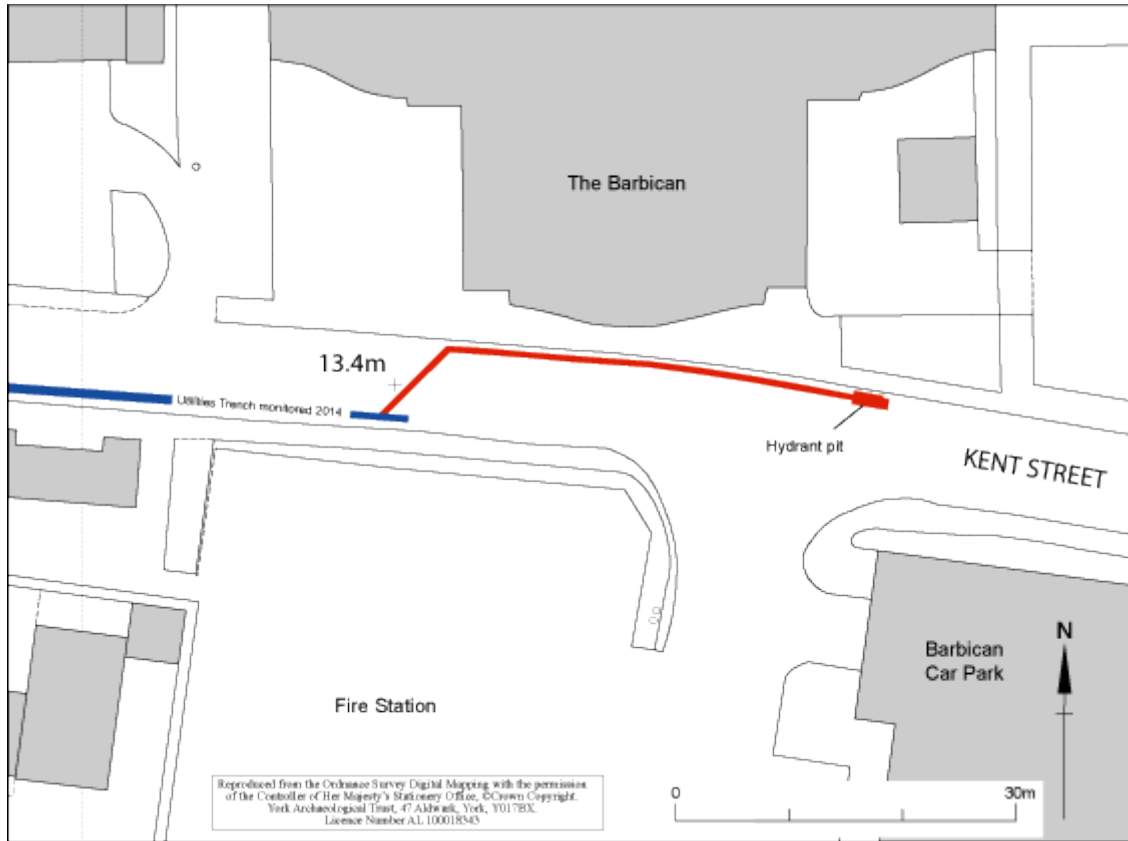 The Barbican
13.4m
Utilities Trench monitored 2014
Hydrant pit
KENT STREET
N
Barbican
Car Park
Fire Station
Reproduced from the Ordnance Survey Digital Mapping with the permission
of the Controller of Her Majesty's Stationery Office, ©Crown Copyright.
York Archaeological Trust, 47 Aldwark, York, YO17BX.
Licence Number AL 100018343
0
30m